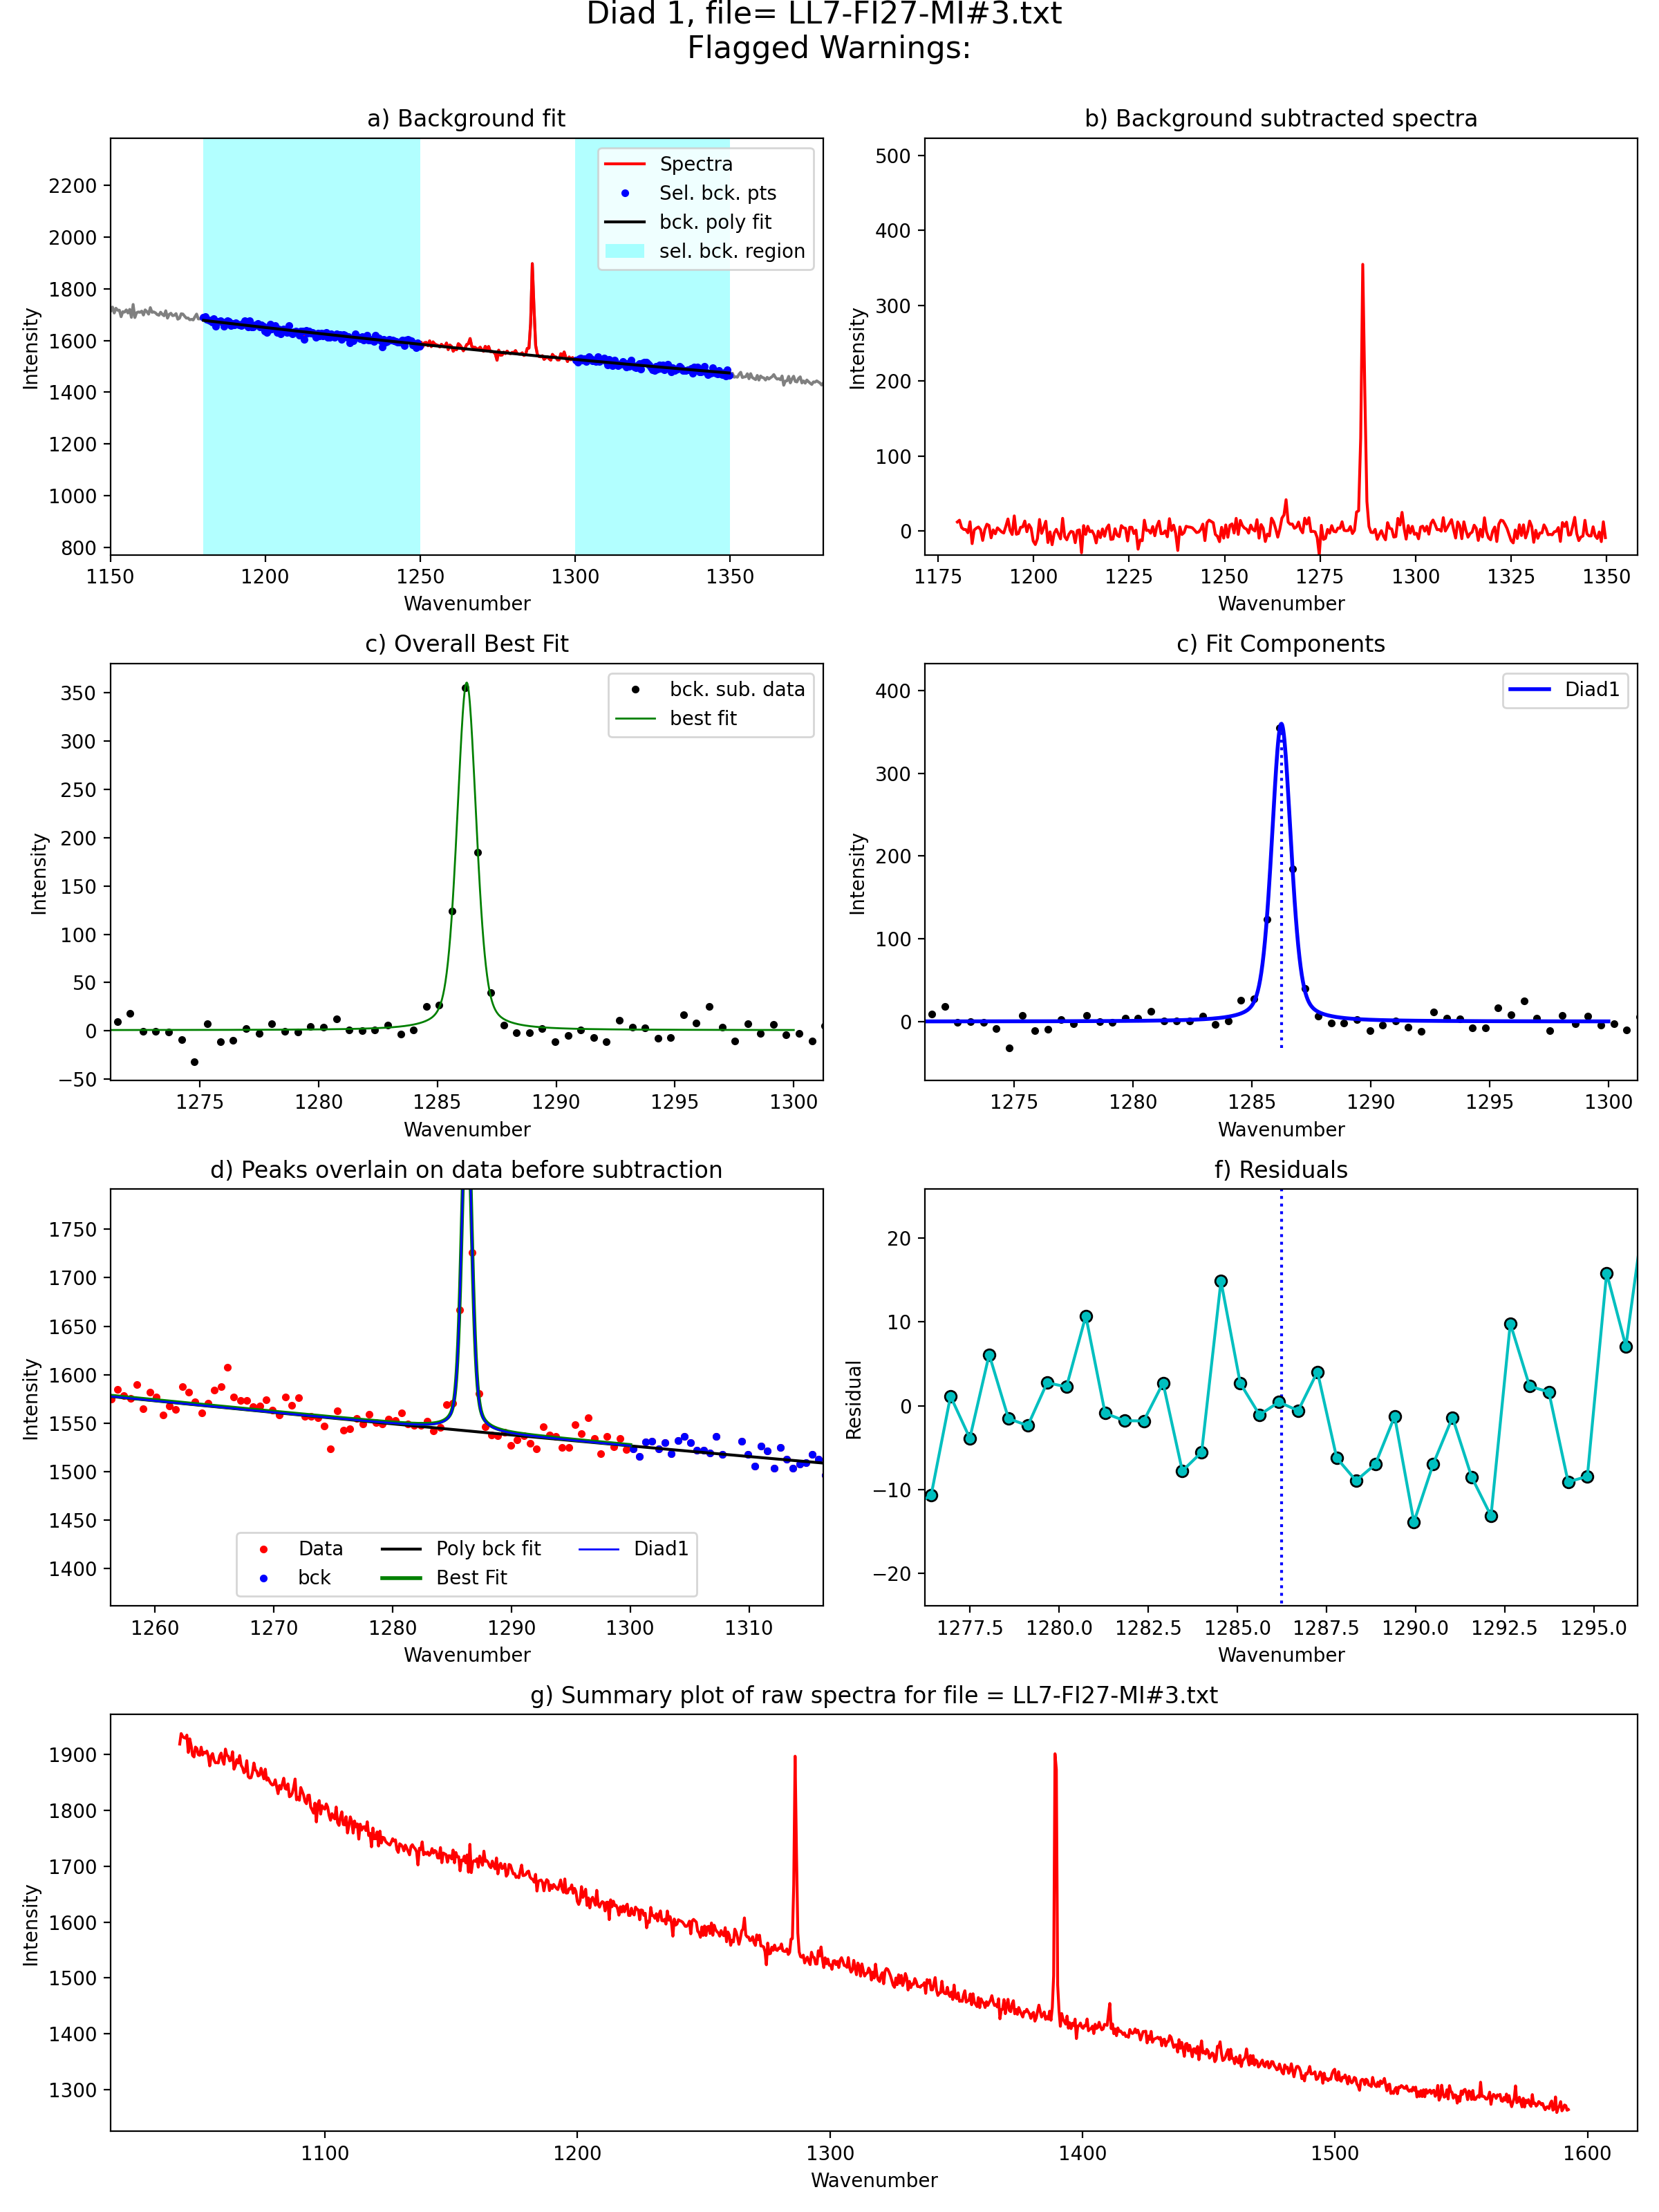 Diad 1, file= LL7-FI27-MI#3.txt
Flagged Warnings:
a) Background fit
2200
2000
1800
1600
1400
1200
1000
800
Intensity
Spectra
Sel. bck. pts
bck. poly fit
sel. bck. region
1150 1200 1250 1300 1350
Wavenumber
b) Background subtracted spectra
500
400
300
200
100
0
Intensity
1175 1200 1225 1250 1275 1300 1325 1350
Wavenumber
c) Overall Best Fit
350
300
250
200
150
100
50
0
−50
Intensity
bck. sub. data
best fit
1275 1280 1285 1290 1295 1300
Wavenumber
c) Fit Components
400
300
200
100
0
Intensity
Diad1
1275 1280 1285 1290 1295 1300
Wavenumber
d) Peaks overlain on data before subtraction
1750
1700
1650
1600
1550
1500
1450
1400
Intensity
Data Poly bck fit Diad1
bck Best Fit
1260 1270 1280 1290 1300 1310
Wavenumber
f) Residuals
20
10
0
−10
−20
Residual
1277.5 1280.0 1282.5 1285.0 1287.5 1290.0 1292.5 1295.0
Wavenumber
g) Summary plot of raw spectra for file = LL7-FI27-MI#3.txt
1900
1800
1700
1600
1500
1400
1300
Intensity
1100 1200 1300 1400 1500 1600
Wavenumber